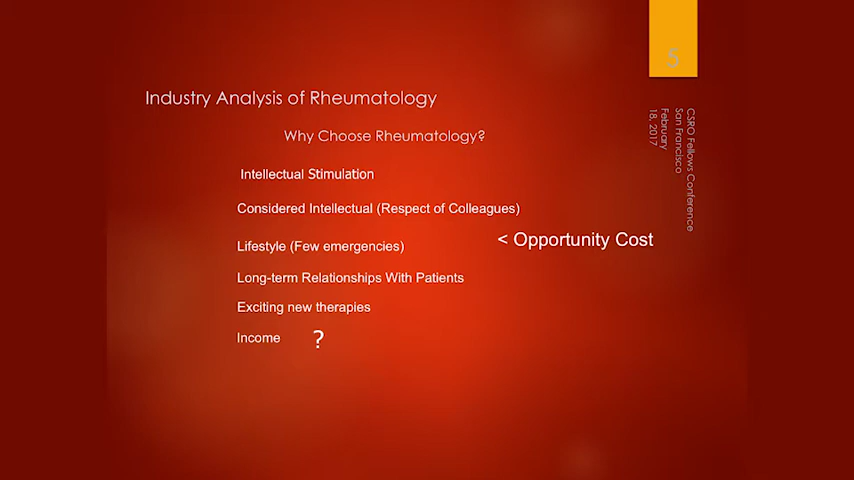 5
Industry Analysis of Rheumatology
Why Choose Rheumatology?
Intellectual Stimulation
Considered Intellectual (Respect of Colleagues)
Lifestyle (Few emergencies)
< Opportunity Cost
Long-term Relationships With Patients
Exciting new therapies
Income ?
CSRO Fellows Conference
San Francisco
February
18, 2017